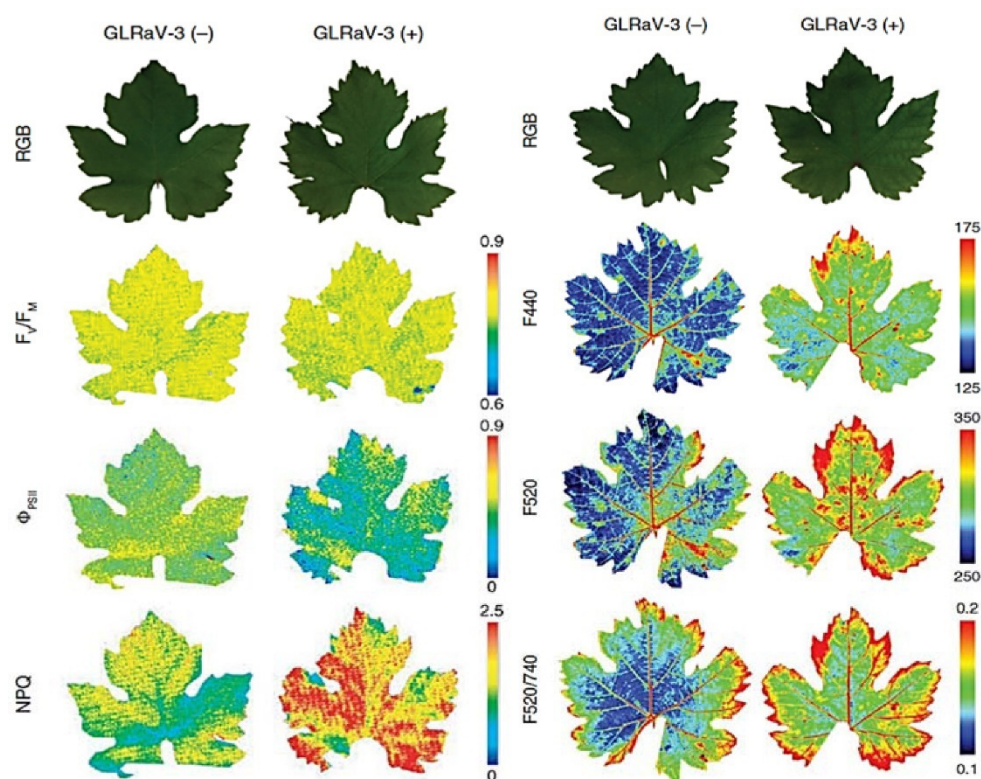 GLRaV-3 (–)
GLRaV-3 (+)
GLRaV-3 (–)
GLRaV-3 (+)
RGB
RGB
Fv/FM
0.9
0.6
F440
175
125
ΦPSII
0.9
0
F520
350
250
NPQ
2.5
0
F520/740
0.2
0.1